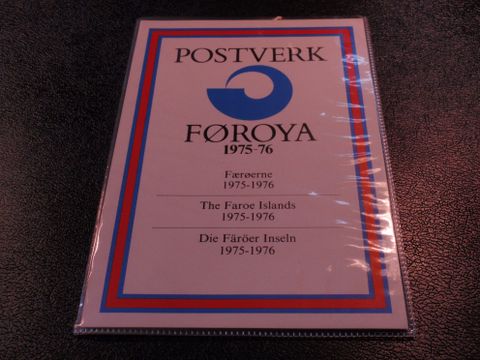 POSTVERK
FØROYA
1975-76
Færøerne
1975-1976
The Faroe Islands
1975-1976
Die Färöer Inseln
1975-1976